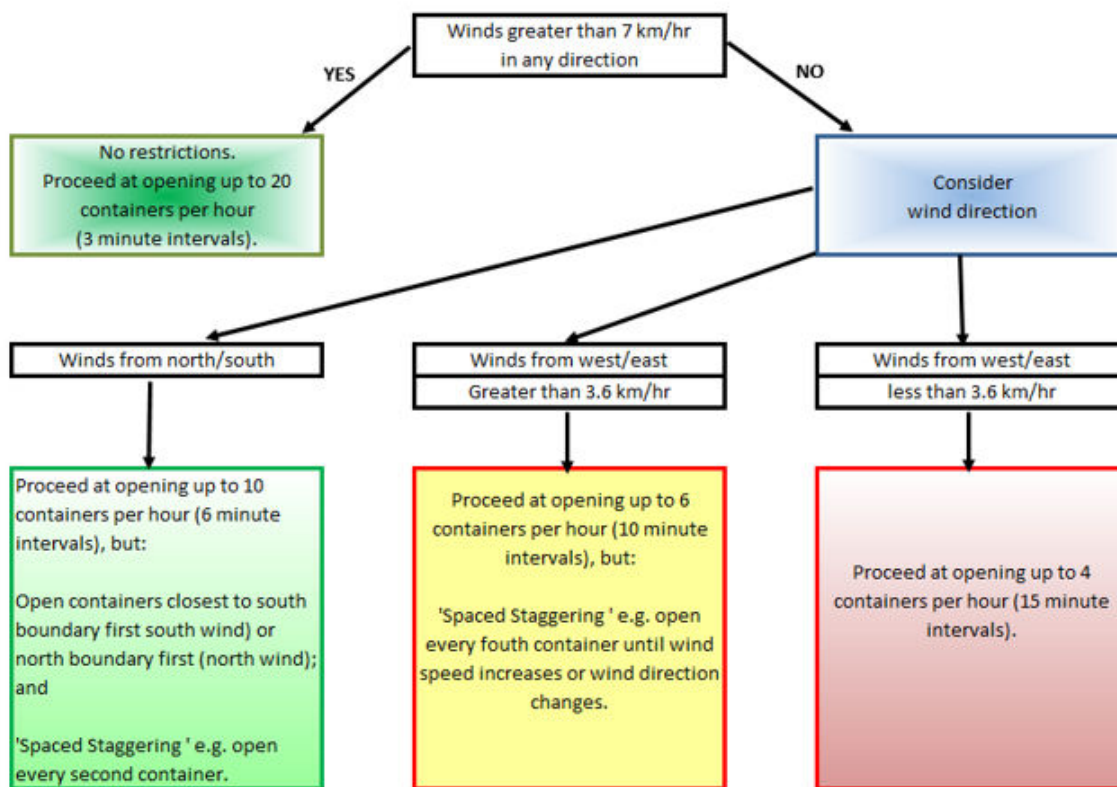 Winds greater than 7 km/hr
in any direction
YES
NO
No restrictions.
Proceed at opening up to 20
containers per hour
(3 minute intervals).
Consider
wind direction
Winds from north/south
Winds from west/east
Greater than 3.6 km/hr
Winds from west/east
less than 3.6 km/hr
Proceed at opening up to 10
containers per hour (6 minute
intervals), but:
Open containers closest to south
boundary first south wind) or
north boundary first (north wind);
and
'Spaced Staggering ' e.g. open
every second container.
Proceed at opening up to 6
containers per hour (10 minute
intervals), but:
'Spaced Staggering ' e.g. open
every fouth container until wind
speed increases or wind direction
changes.
Proceed at opening up to 4
containers per hour (15 minute
intervals).